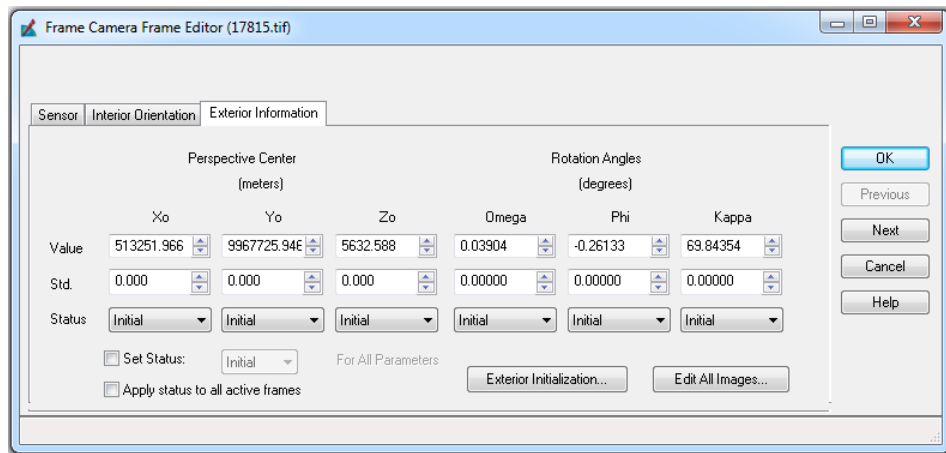 Frame Camera Frame Editor (17815.tif)
Sensor Interior Orientation Exterior Information
Perspective Center Rotation Angles
(meters) (degrees)
Xo Yo Zo Omega Phi Kappa
Value 513251.966 9967725.946 5632.588 0.03904 -0.26133 69.84354
Std. 0.000 0.000 0.000 0.00000 0.00000 0.00000
Status Initial Initial Initial Initial Initial Initial
Set Status: Initial For All Parameters
Apply status to all active frames
Exterior Initialization... Edit All Images...
OK
Previous
Next
Cancel
Help